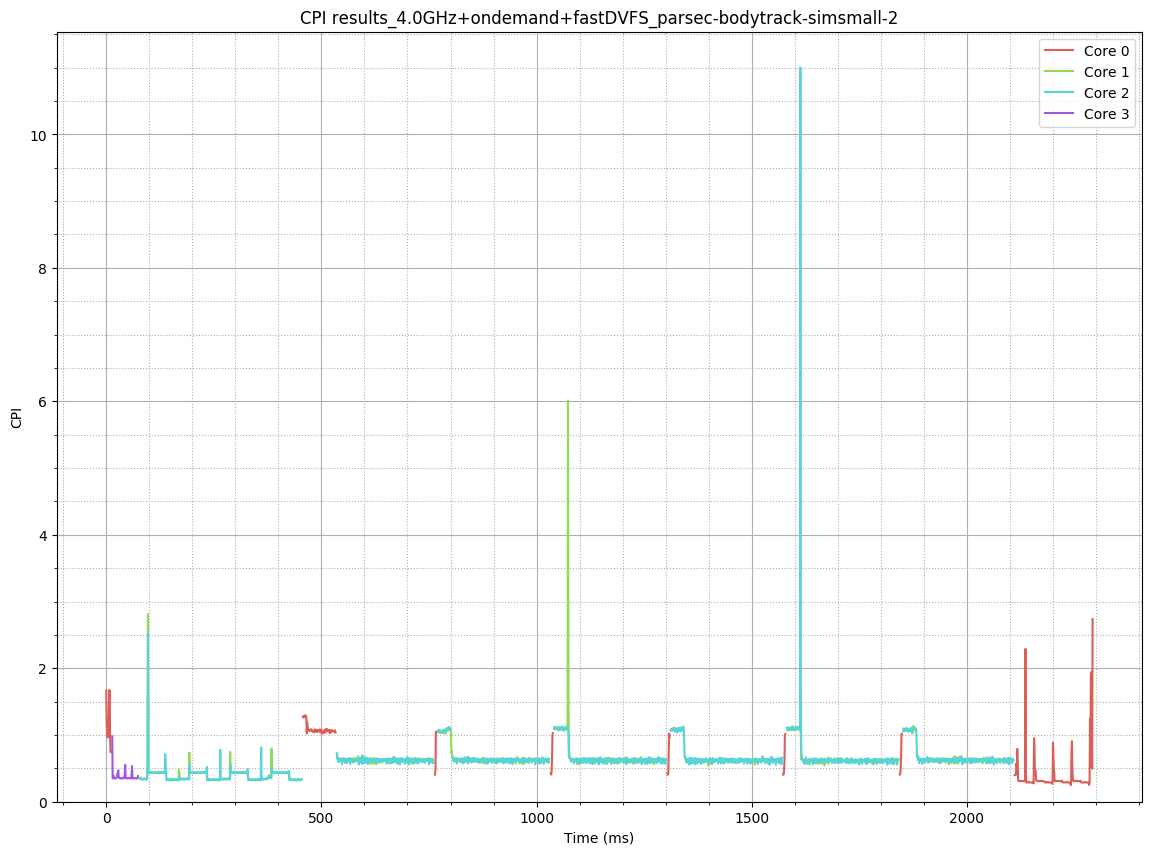 CPI results_4.0GHz+ondemand+fastDVFS_parsec-bodytrack-simsmall-2
Core 0
Core 1
Core 2
Core 3
10
8
6
4
2
0
CPI
0
500
1000
1500
2000
Time (ms)